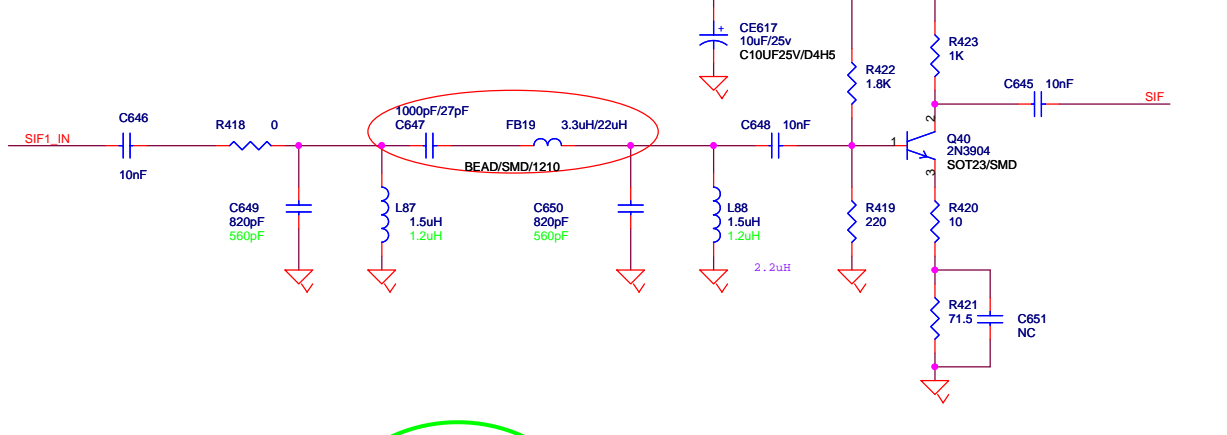 CE617
10uF/25v
C10UF25V/D4H5
R423
1K
R422
1.8K
C645
10nF
SIF
C646
10nF
R418
0
1000pF/27pF
C647
FB19
3.3uH/22uH
BEAD/SMD/1210
C648
10nF
SIF1_IN
1
2
3
Q40
2N3904
SOT23/SMD
C649
820pF
560pF
L87
1.5uH
1.2uH
C650
820pF
560pF
L88
1.5uH
1.2uH
2.2uH
R419
220
R420
10
R421
71.5
C651
NC